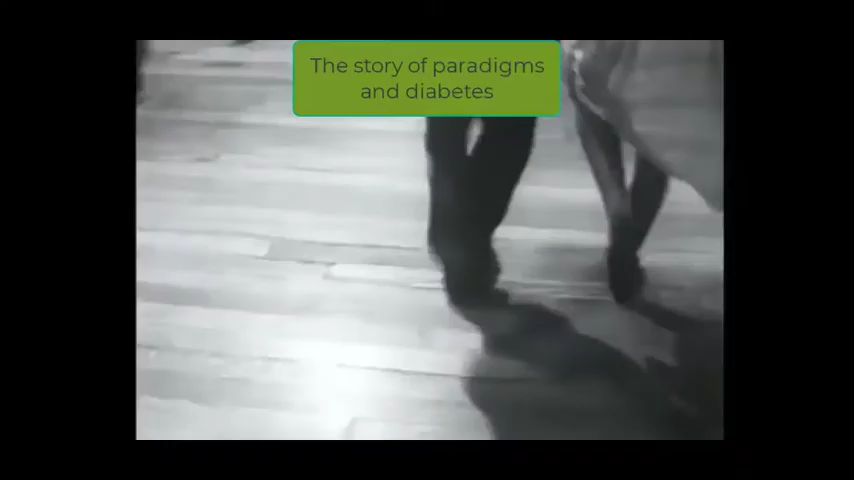 The story of paradigms
and diabetes